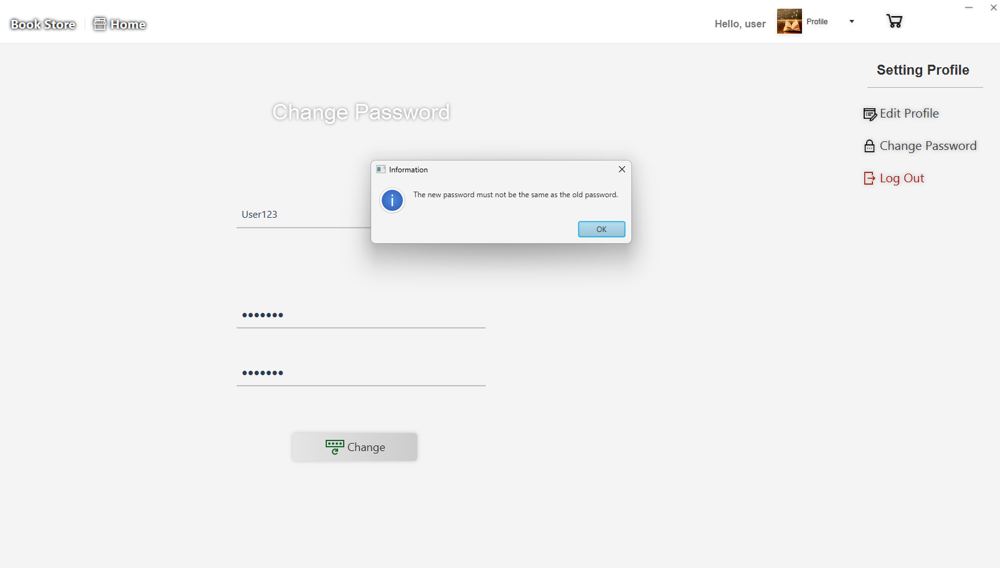 Book Store
Home
Hello, user
Profile
Setting Profile
Edit Profile
Change Password
Log Out
Change Password
Information
The new password must not be the same as the old password.
OK
User123
•••••••
•••••••
Change